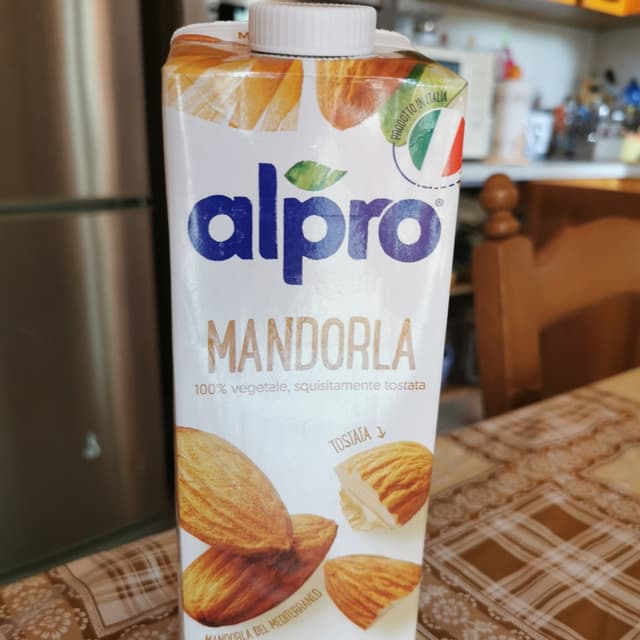 PRODOTTO IN ITALIA
alpro®
MANDORLA
100% vegetale, squisitamente tostata
TOSTATA
MANDORLA DEL MEDITERRANEO